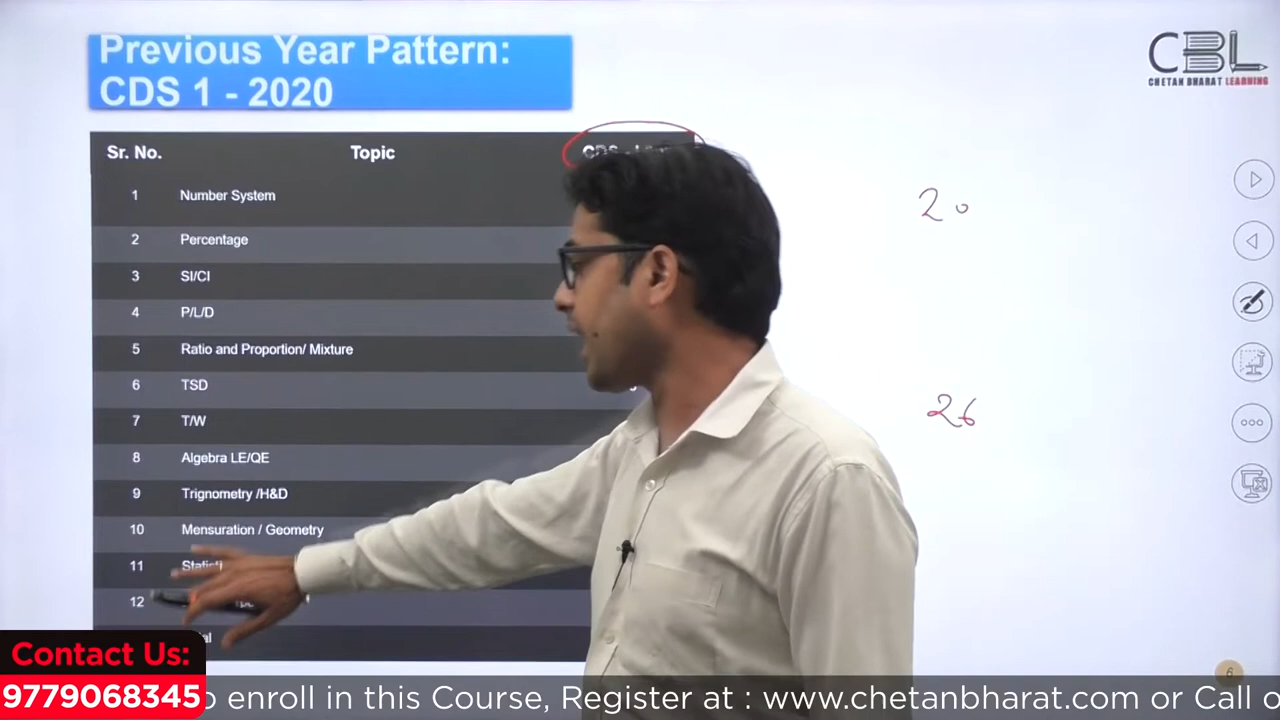 Previous Year Pattern:
CDS 1 - 2020
CBL
CHETAN BHARAT LEARNING
Sr. No. Topic CDS
1 Number System
2 Percentage
3 SI/CI
4 P/L/D
5 Ratio and Proportion/ Mixture
6 TSD
7 T/W
8 Algebra LE/QE
9 Trignometry /H&D
10 Mensuration / Geometry
11
12
20
26
6
Contact Us:
9779068345
enroll in this Course, Register at : www.chetanbharat.com or Call